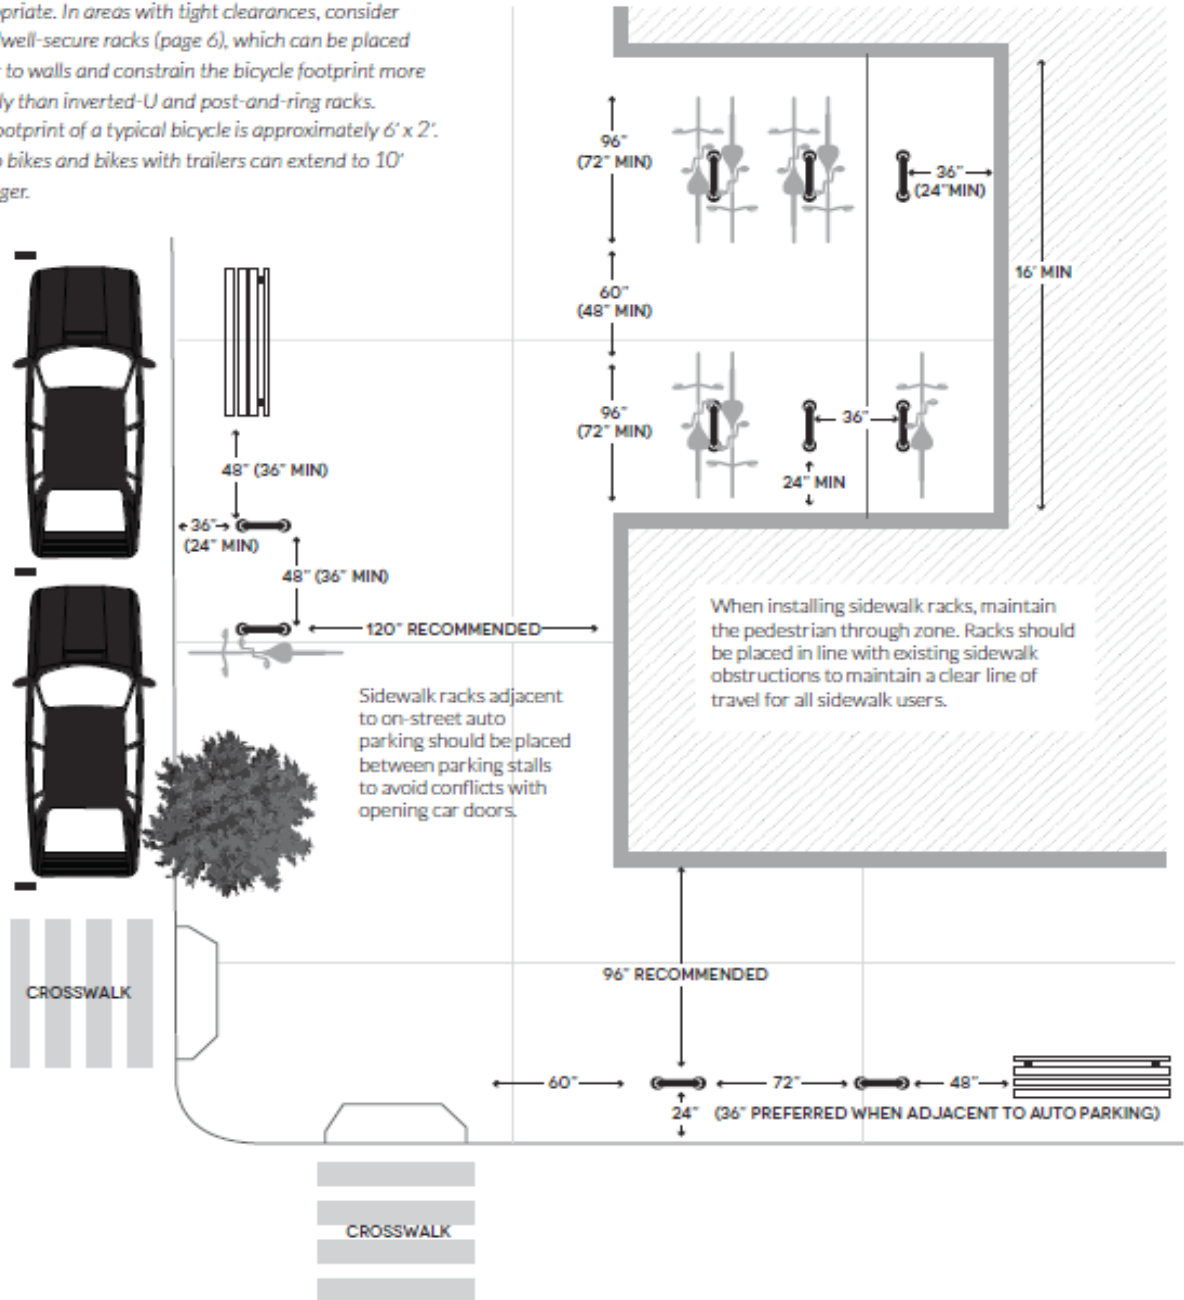 priate. In areas with tight clearances, consider
well-secure racks (page 6), which can be placed
to walls and constrain the bicycle footprint more
ly than inverted-U and post-and-ring racks.
ootprint of a typical bicycle is approximately 6' x 2'.
bikes and bikes with trailers can extend to 10'
ger.
96"
(72" MIN)
36"
(24"MIN)
16' MIN
60"
(48" MIN)
96"
(72" MIN)
36"
24" MIN
48" (36" MIN)
36"
(24" MIN)
48" (36" MIN)
120" RECOMMENDED
When installing sidewalk racks, maintain
the pedestrian through zone. Racks should
be placed in line with existing sidewalk
obstructions to maintain a clear line of
travel for all sidewalk users.
Sidewalk racks adjacent
to on-street auto
parking should be placed
between parking stalls
to avoid conflicts with
opening car doors.
96" RECOMMENDED
CROSSWALK
60"
72"
48"
24" (36" PREFERRED WHEN ADJACENT TO AUTO PARKING)
CROSSWALK